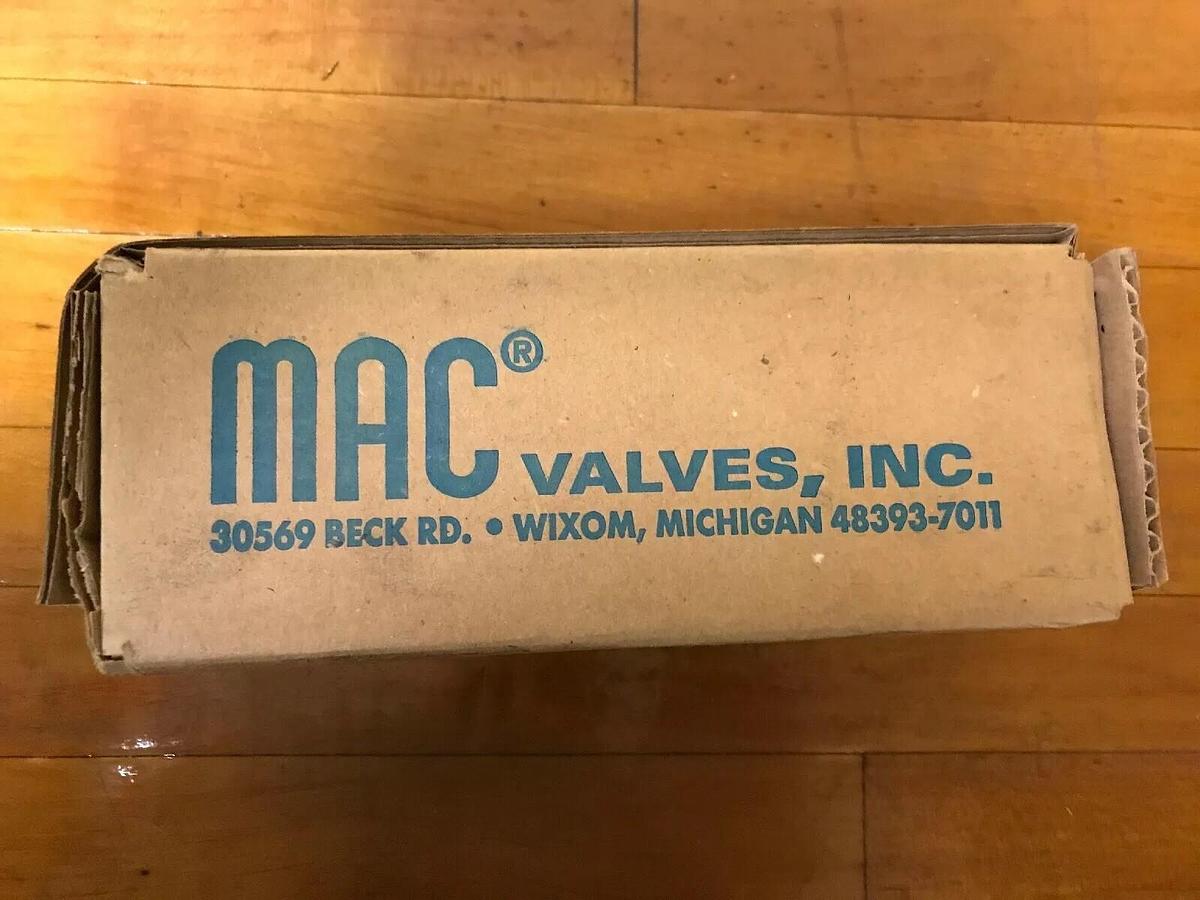 MAC® VALVES, INC.
30569 BECK RD. • WIXOM, MICHIGAN 48393-7011